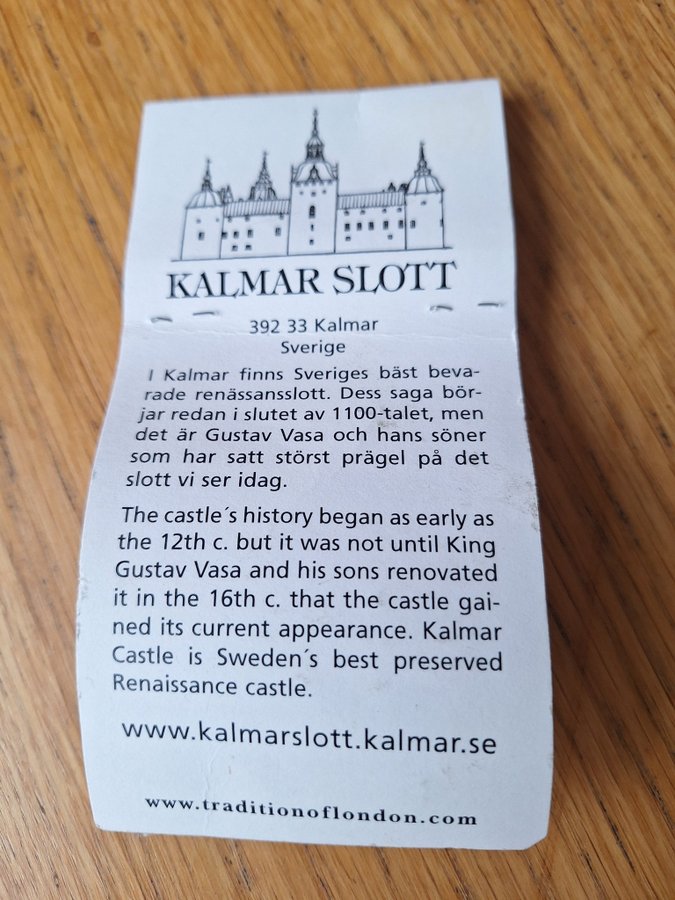 KALMAR SLOTT
392 33 Kalmar
Sverige
I Kalmar finns Sveriges bäst beva-
rade renässansslott. Dess saga bör-
jar redan i slutet av 1100-talet, men
det är Gustav Vasa och hans söner
som har satt störst prägel på det
slott vi ser idag.
The castle´s history began as early as
the 12th c. but it was not until King
Gustav Vasa and his sons renovated
it in the 16th c. that the castle gai-
ned its current appearance. Kalmar
Castle is Sweden´s best preserved
Renaissance castle.
www.kalmarslott.kalmar.se
www.traditionoflondon.com